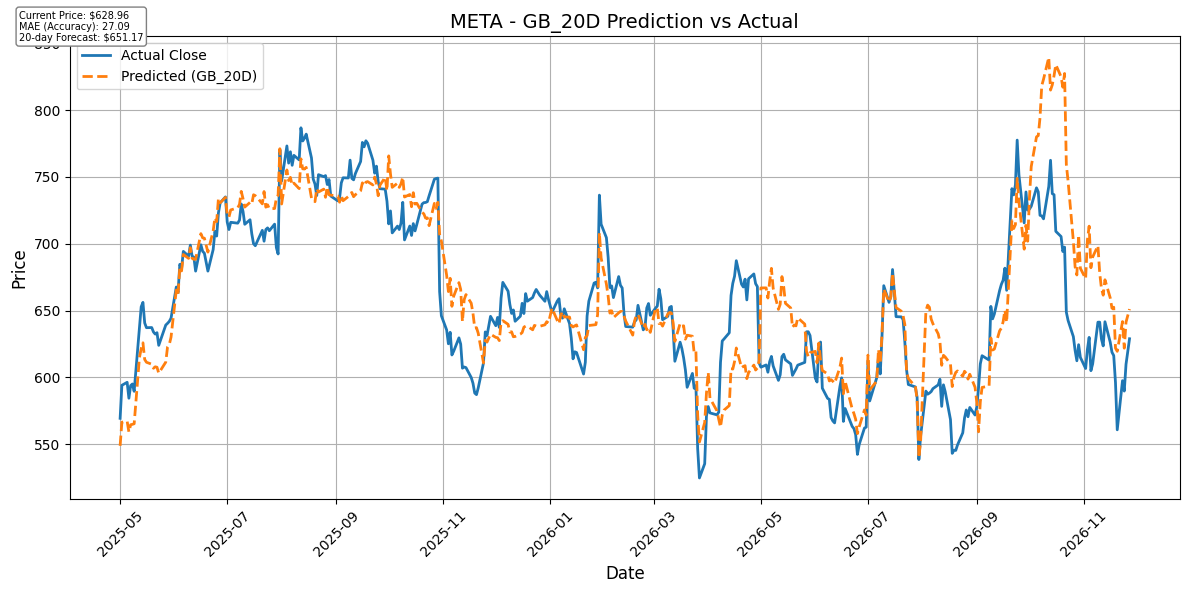 META - GB_20D Prediction vs Actual
Current Price: $628.96
MAE (Accuracy): 27.09
20-day Forecast: $651.17
Actual Close
Predicted (GB_20D)
Price
800
750
700
650
600
550
2025-05
2025-07
2025-09
2025-11
2026-01
2026-03
2026-05
2026-07
2026-09
2026-11
Date